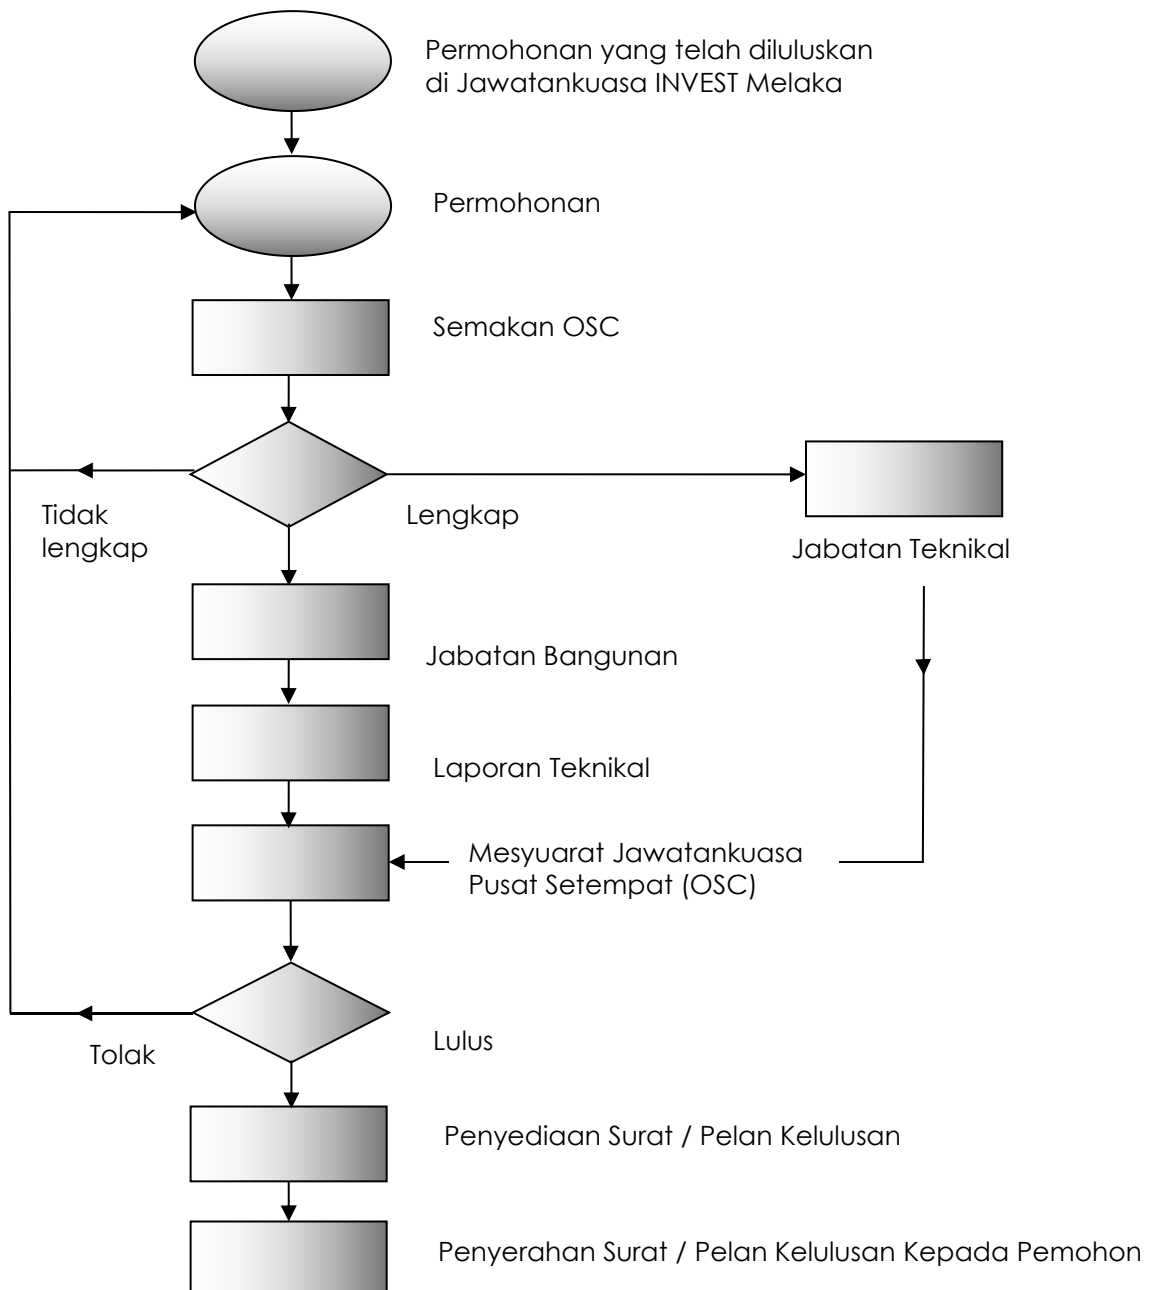 Permohonan yang telah diluluskan
di Jawatankuasa INVEST Melaka
Permohonan
Semakan OSC
Tidak
lengkap
Lengkap
Jabatan Teknikal
Jabatan Bangunan
Laporan Teknikal
Mesyuarat Jawatankuasa
Pusat Setempat (OSC)
Lulus
Tolak
Penyediaan Surat / Pelan Kelulusan
Penyerahan Surat / Pelan Kelulusan Kepada Pemohon